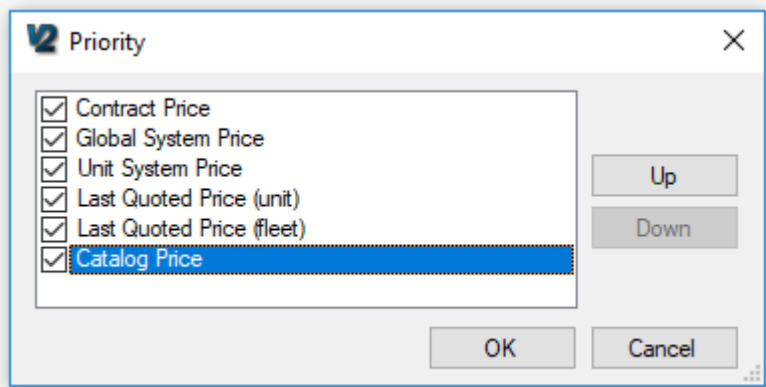 V2 Priority
Contract Price
Global System Price
Unit System Price
Last Quoted Price (unit)
Last Quoted Price (fleet)
Catalog Price
Up
Down
OK
Cancel